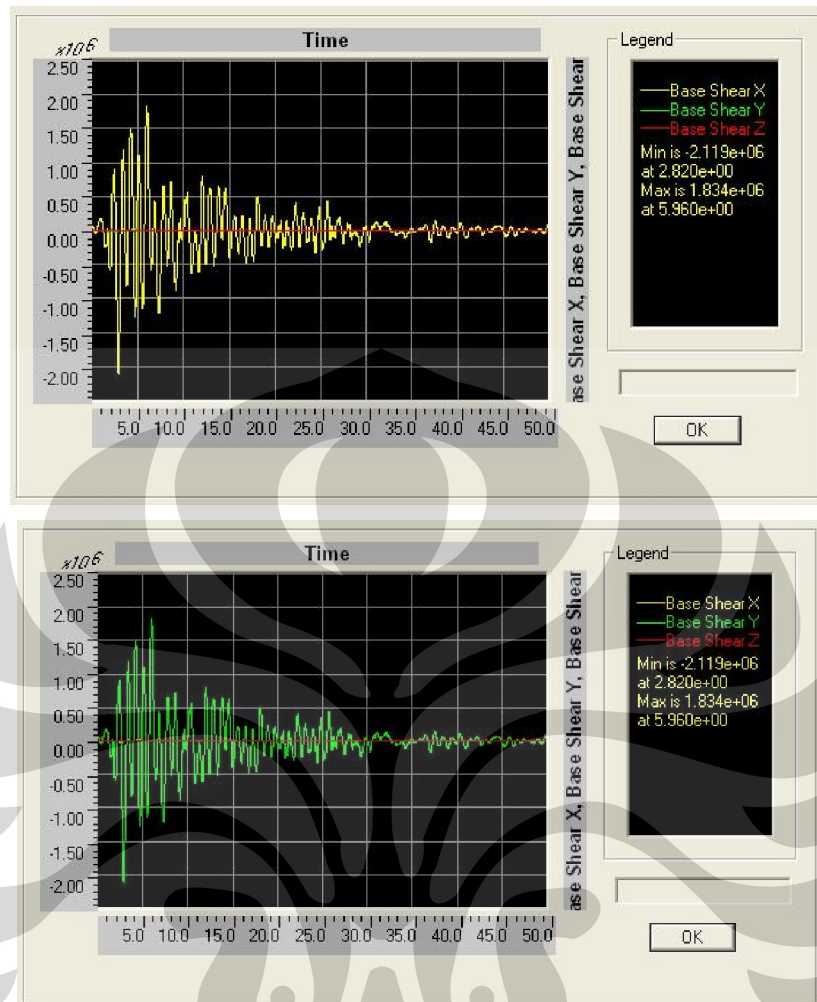 Time
x10 6
2.50
2.00
1.50
1.00
0.50
0.00
-0.50
-1.00
-1.50
-2.00
5.0 10.0 15.0 20.0 25.0 30.0 35.0 40.0 45.0 50.0
ase Shear X, Base Shear Y, Base Shear
Legend
Base Shear X
Base Shear Y
Base Shear Z
Min is -2.119e+06
at 2.820e+00
Max is 1.834e+06
at 5.960e+00
OK
Time
x10 6
2.50
2.00
1.50
1.00
0.50
0.00
-0.50
-1.00
-1.50
-2.00
5.0 10.0 15.0 20.0 25.0 30.0 35.0 40.0 45.0 50.0
ase Shear X, Base Shear Y, Base Shear
Legend
Base Shear X
Base Shear Y
Base Shear Z
Min is -2.119e+06
at 2.820e+00
Max is 1.834e+06
at 5.960e+00
OK